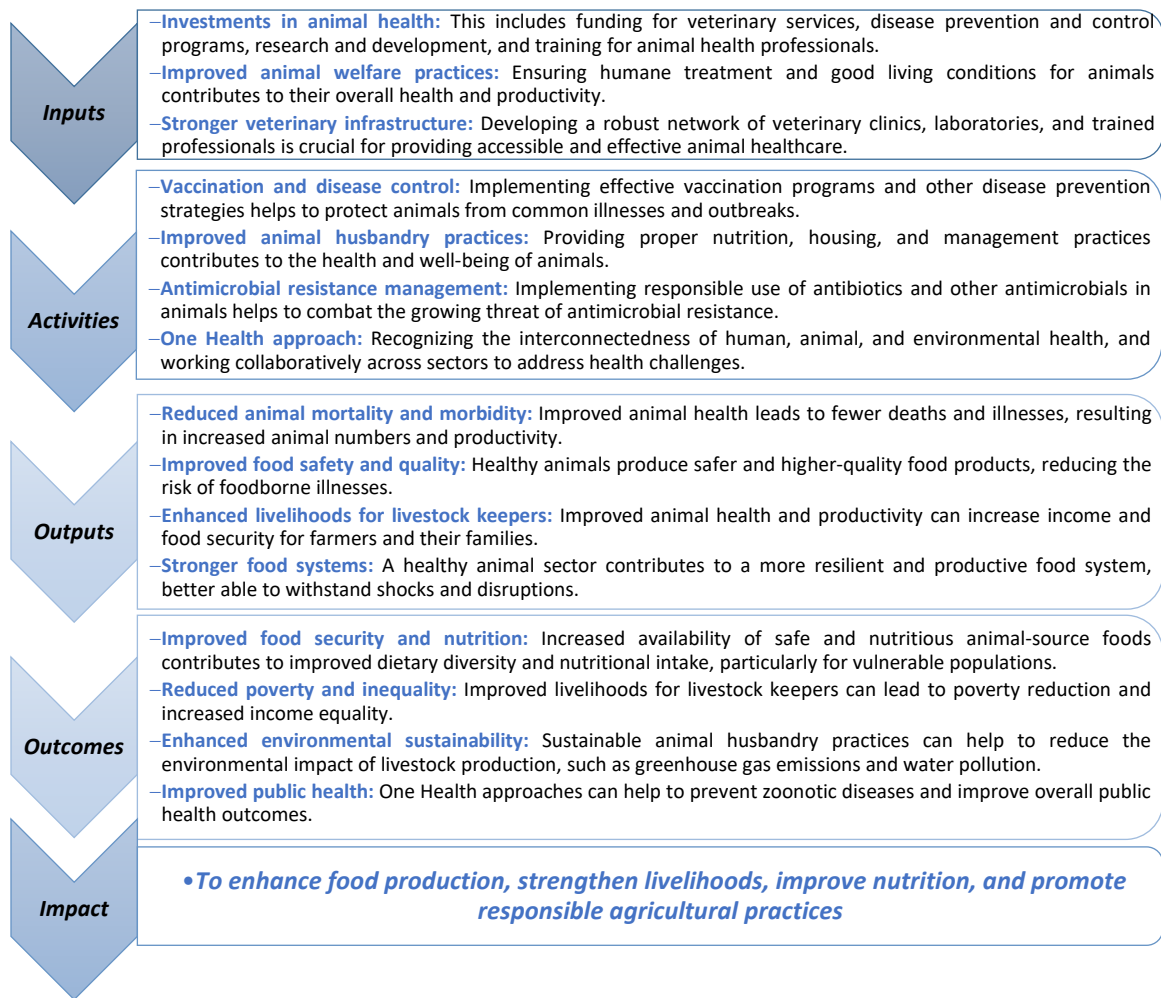 Inputs
–Investments in animal health: This includes funding for veterinary services, disease prevention and control
programs, research and development, and training for animal health professionals.
–Improved animal welfare practices: Ensuring humane treatment and good living conditions for animals
contributes to their overall health and productivity.
–Stronger veterinary infrastructure: Developing a robust network of veterinary clinics, laboratories, and trained
professionals is crucial for providing accessible and effective animal healthcare.
Activities
–Vaccination and disease control: Implementing effective vaccination programs and other disease prevention
strategies helps to protect animals from common illnesses and outbreaks.
–Improved animal husbandry practices: Providing proper nutrition, housing, and management practices
contributes to the health and well-being of animals.
–Antimicrobial resistance management: Implementing responsible use of antibiotics and other antimicrobials in
animals helps to combat the growing threat of antimicrobial resistance.
–One Health approach: Recognizing the interconnectedness of human, animal, and environmental health, and
working collaboratively across sectors to address health challenges.
Outputs
–Reduced animal mortality and morbidity: Improved animal health leads to fewer deaths and illnesses, resulting
in increased animal numbers and productivity.
–Improved food safety and quality: Healthy animals produce safer and higher-quality food products, reducing the
risk of foodborne illnesses.
–Enhanced livelihoods for livestock keepers: Improved animal health and productivity can increase income and
food security for farmers and their families.
–Stronger food systems: A healthy animal sector contributes to a more resilient and productive food system,
better able to withstand shocks and disruptions.
Outcomes
–Improved food security and nutrition: Increased availability of safe and nutritious animal-source foods
contributes to improved dietary diversity and nutritional intake, particularly for vulnerable populations.
–Reduced poverty and inequality: Improved livelihoods for livestock keepers can lead to poverty reduction and
increased income equality.
–Enhanced environmental sustainability: Sustainable animal husbandry practices can help to reduce the
environmental impact of livestock production, such as greenhouse gas emissions and water pollution.
–Improved public health: One Health approaches can help to prevent zoonotic diseases and improve overall public
health outcomes.
Impact
•To enhance food production, strengthen livelihoods, improve nutrition, and promote
responsible agricultural practices